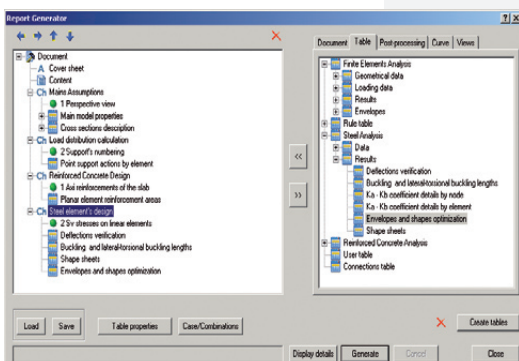 Report Generator
Document
A Cover sheet
Content
Ch Mains Assumptions
1 Perspective view
Main model properties
Cross sections description
Ch Load distribution calculation
2 Support's numbering
Point support actions by element
Ch Reinforced Concrete Design
1 Axi reinforcements of the slab
Planar element reinforcement areas
Ch Steel element's design
2 Sv stresses on linear elements
Deflections verification
Buckling and lateral-torsional buckling lengths
Shape sheets
Envelopes and shapes optimization
<<
>>
Document Table Post-processing Curve Views
Finite Elements Analysis
Geometrical data
Loading data
Results
Envelopes
Rule table
Steel Analysis
Data
Results
Deflections verification
Buckling and lateral-torsional buckling lengths
Ka - Kb coefficient details by node
Ka - Kb coefficient details by element
Envelopes and shapes optimization
Shape sheets
Reinforced Concrete Analysis
User table
Connections table
Load Save Table properties Case/Combinations Create tables
Display details Generate Cancel Close